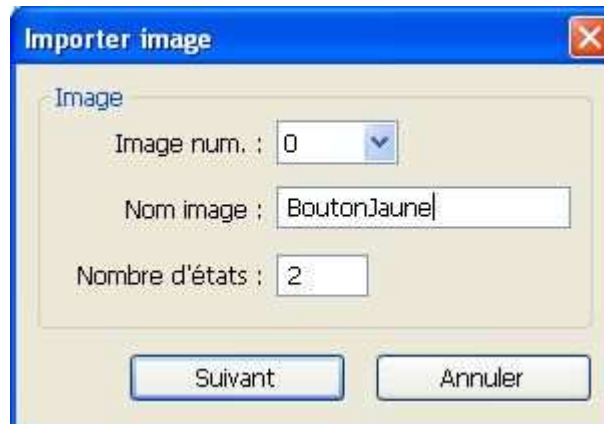 Importer image
Image
Image num. : 0
Nom image : BoutonJaune
Nombre d'états : 2
Suivant Annuler